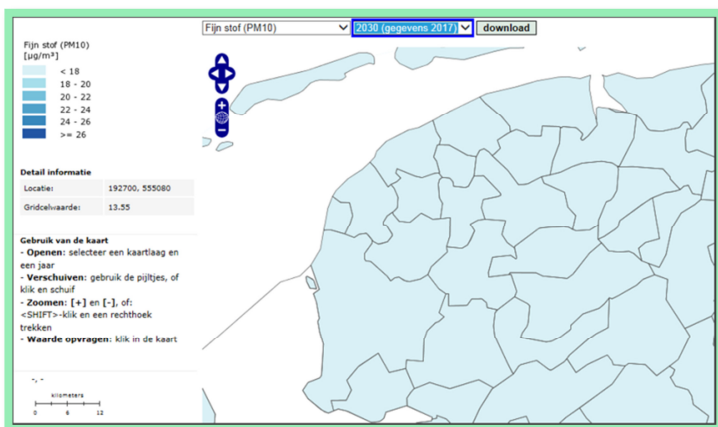 Fijn stof (PM10)
2030 (gegevens 2017)
download
Fijn stof (PM10)
[µg/m³]
< 18
18 - 20
20 - 22
22 - 24
24 - 26
>= 26
Detail informatie
Locatie: 192700, 555080
Gridcelwaarde: 13.55
Gebruik van de kaart
- Openen: selecteer een kaartlaag en
een jaar
- Verschuiven: gebruik de pijltjes, of
klik en schuif
- Zoomen: [+] en [-], of:
<SHIFT>-klik en een rechthoek
trekken
- Waarde opvragen: klik in de kaart
-, -
kilometers
0 6 12